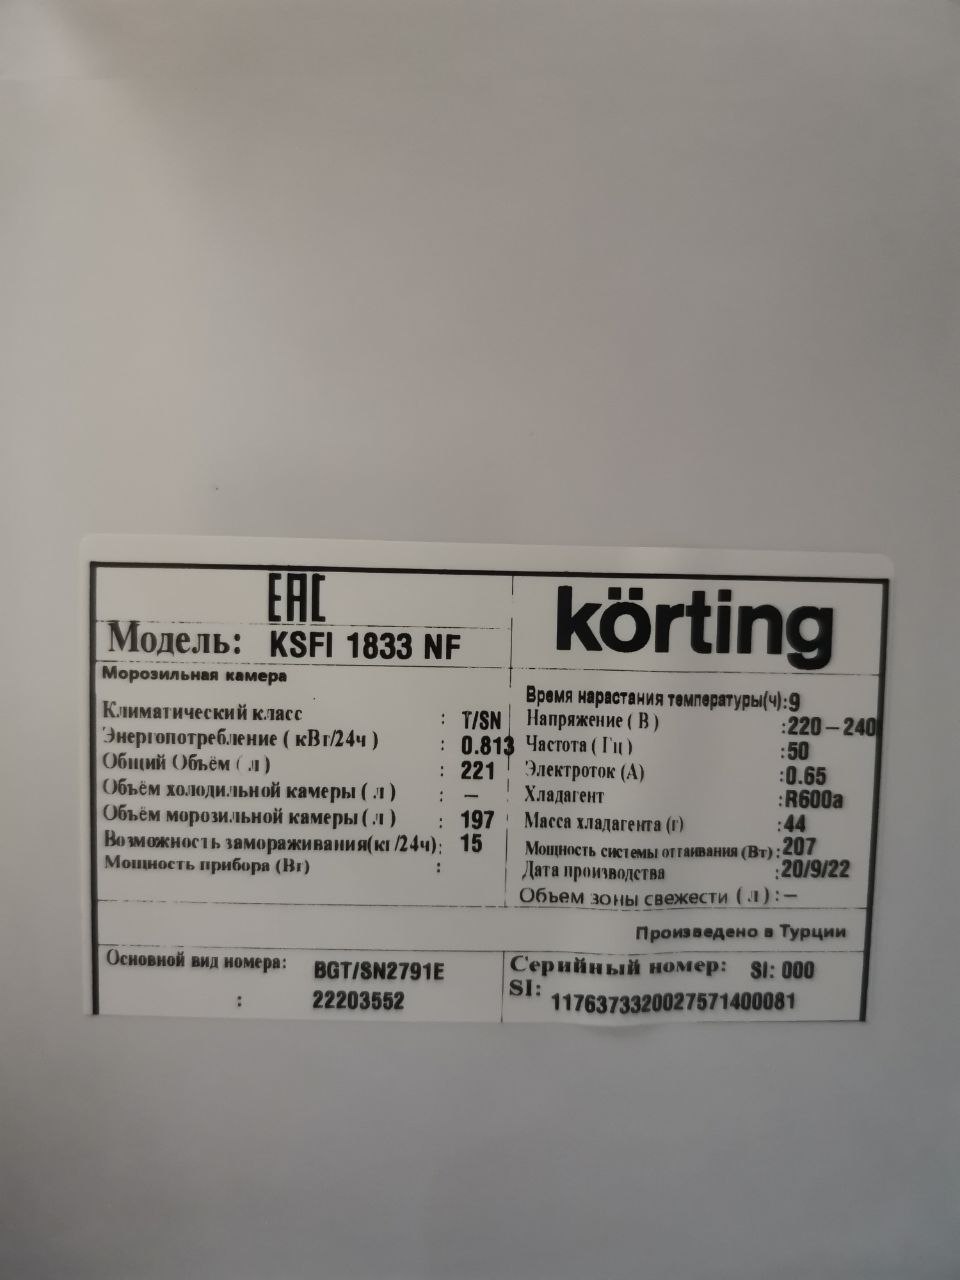 EAC
Модель: KSFI 1833 NF
körting
Морозильная камера
Климатический класс : T/SN
Энергопотребление ( кВт/24ч ) : 0.813
Общий Объём ( л ) : 221
Объём холодильной камеры ( л ) : –
Объём морозильной камеры ( л ) : 197
Возможность замораживания(кг/24ч): 15
Мощность прибора (Вт) :
Время нарастания температуры(ч):9
Напряжение ( В ) :220 – 240
Частота ( Гц ) :50
Электроток (А) :0.65
Хладагент :R600a
Масса хладагента (г) :44
Мощность системы оттаивания (Вт) :207
Дата производства :20/9/22
Объем зоны свежести ( л ) : –
Произведено в Турции
Основной вид номера: BGT/SN2791E
: 22203552
Серийный номер: SI: 000
SI: 1176373320027571400081